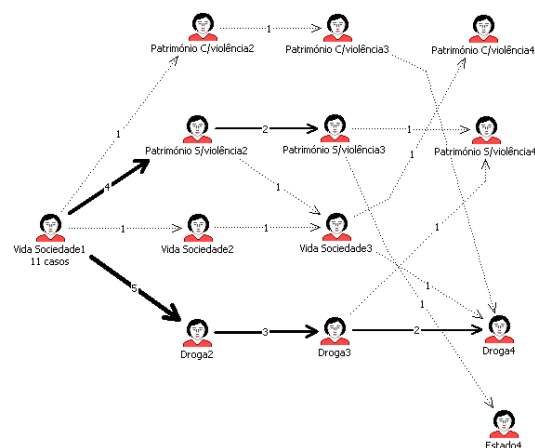 1
1
Património C/violência2
Património C/violência3
Património C/violência4
1
4
2
1
Património S/violência2
Património S/violência3
Património S/violência4
1
1
1
1
Vida Sociedade1
11 casos
Vida Sociedade2
Vida Sociedade3
1
5
1
1
3
2
Droga2
Droga3
Droga4
Estado4